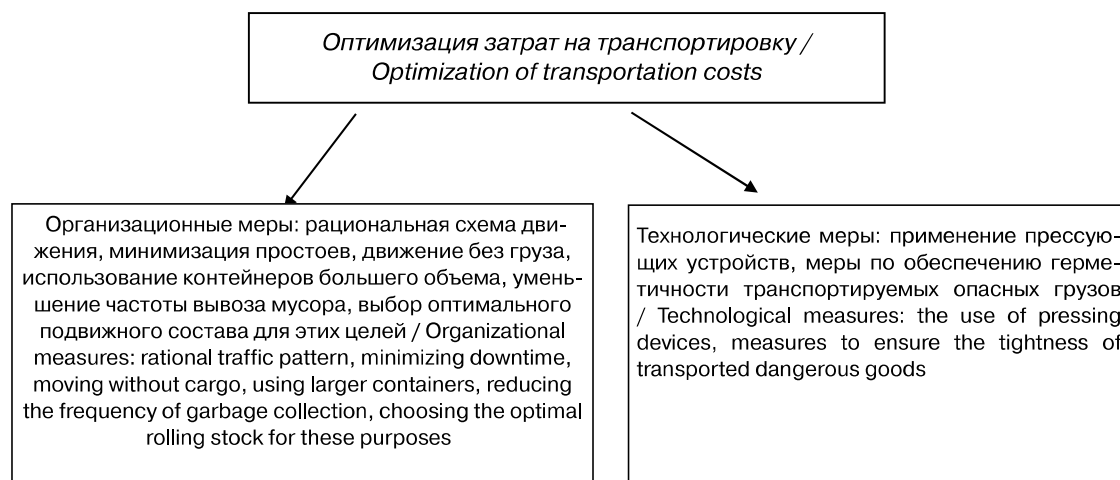 Оптимизация затрат на транспортировку /
Optimization of transportation costs
Организационные меры: рациональная схема дви-
жения, минимизация простоев, движение без груза,
использование контейнеров большего объема, умень-
шение частоты вывоза мусора, выбор оптимального
подвижного состава для этих целей / Organizational
measures: rational traffic pattern, minimizing downtime,
moving without cargo, using larger containers, reducing
the frequency of garbage collection, choosing the optimal
rolling stock for these purposes
Технологические меры: применение прессую-
щих устройств, меры по обеспечению герме-
тичности транспортируемых опасных грузов
/ Technological measures: the use of pressing
devices, measures to ensure the tightness of
transported dangerous goods